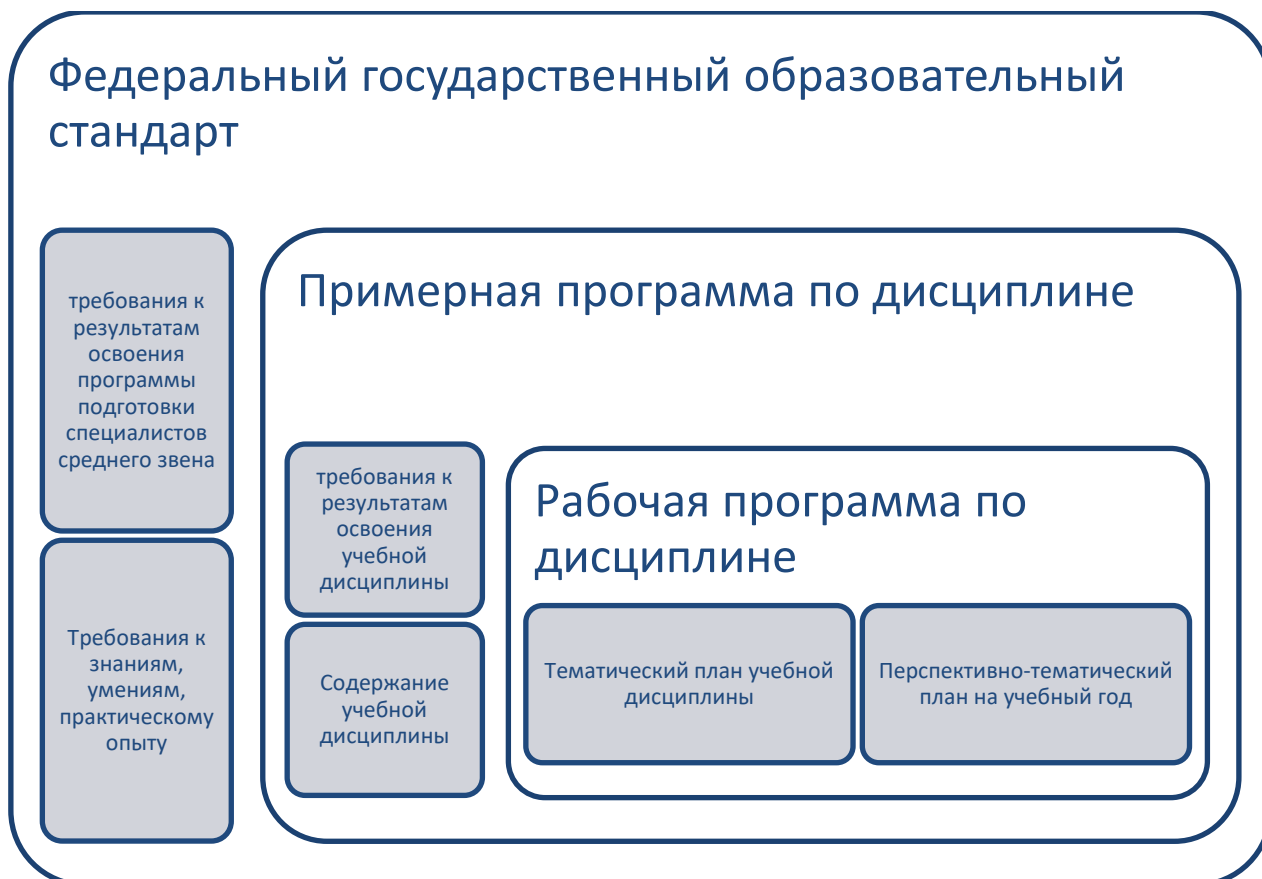 Федеральный государственный образовательный
стандарт
требования к
результатам
освоения
программы
подготовки
специалистов
среднего звена
Требования к
знаниям,
умениям,
практическому
опыту
Примерная программа по дисциплине
требования к
результатам
освоения
учебной
дисциплины
Содержание
учебной
дисциплины
Рабочая программа по
дисциплине
Тематический план учебной
дисциплины
Перспективно-тематический
план на учебный год